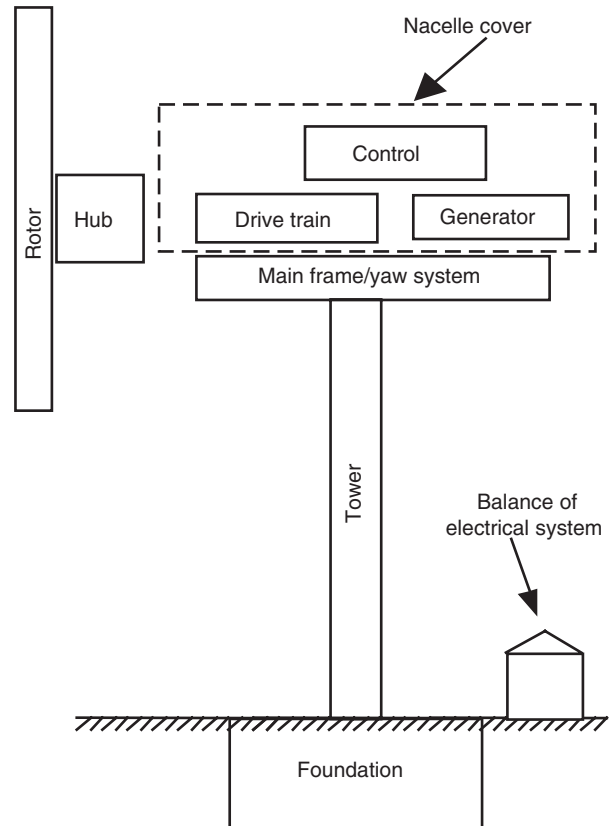 Nacelle cover
Control
Rotor
Hub
Drive train
Generator
Main frame/yaw system
Tower
Balance of
electrical system
Foundation